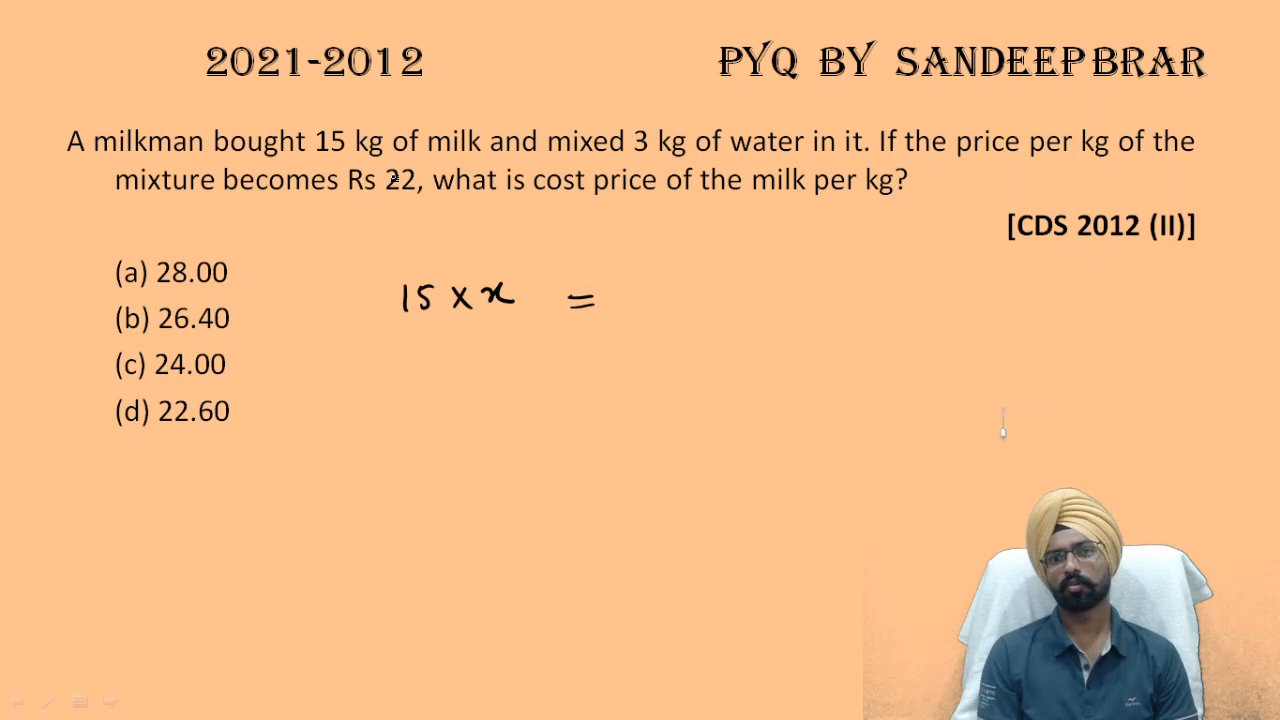 2021-2012 PYQ BY SANDEEPBRAR
A milkman bought 15 kg of milk and mixed 3 kg of water in it. If the price per kg of the
mixture becomes Rs 22, what is cost price of the milk per kg?
[CDS 2012 (II)]
(a) 28.00
15 × x =
(b) 26.40
(c) 24.00
(d) 22.60